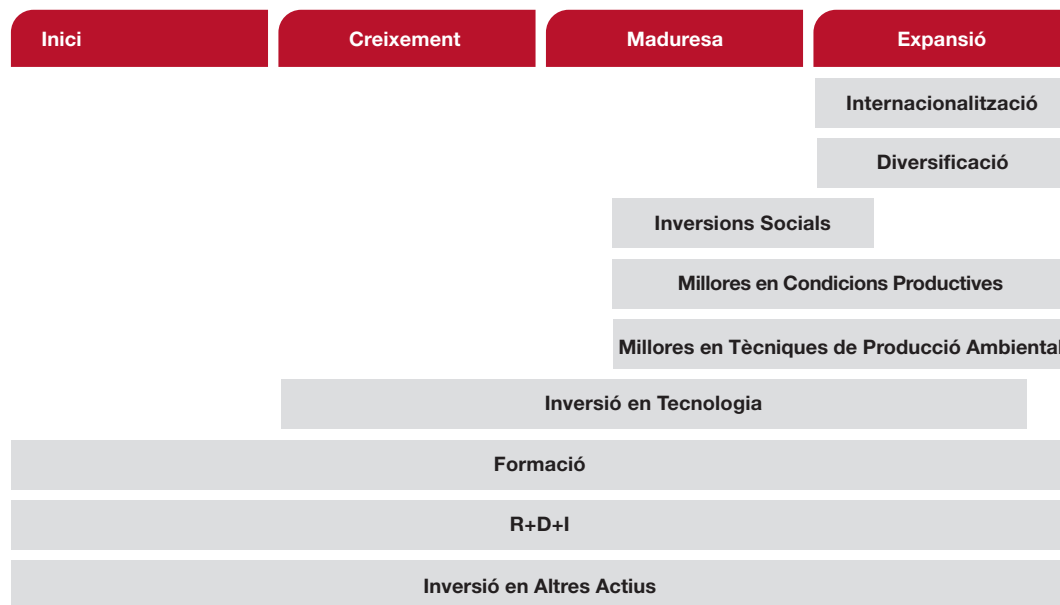 Inici
Creixement
Maduresa
Expansió
Internacionalització
Diversificació
Inversions Socials
Millores en Condicions Productives
Millores en Tècniques de Producció Ambiental
Inversió en Tecnologia
Formació
R+D+I
Inversió en Altres Actius